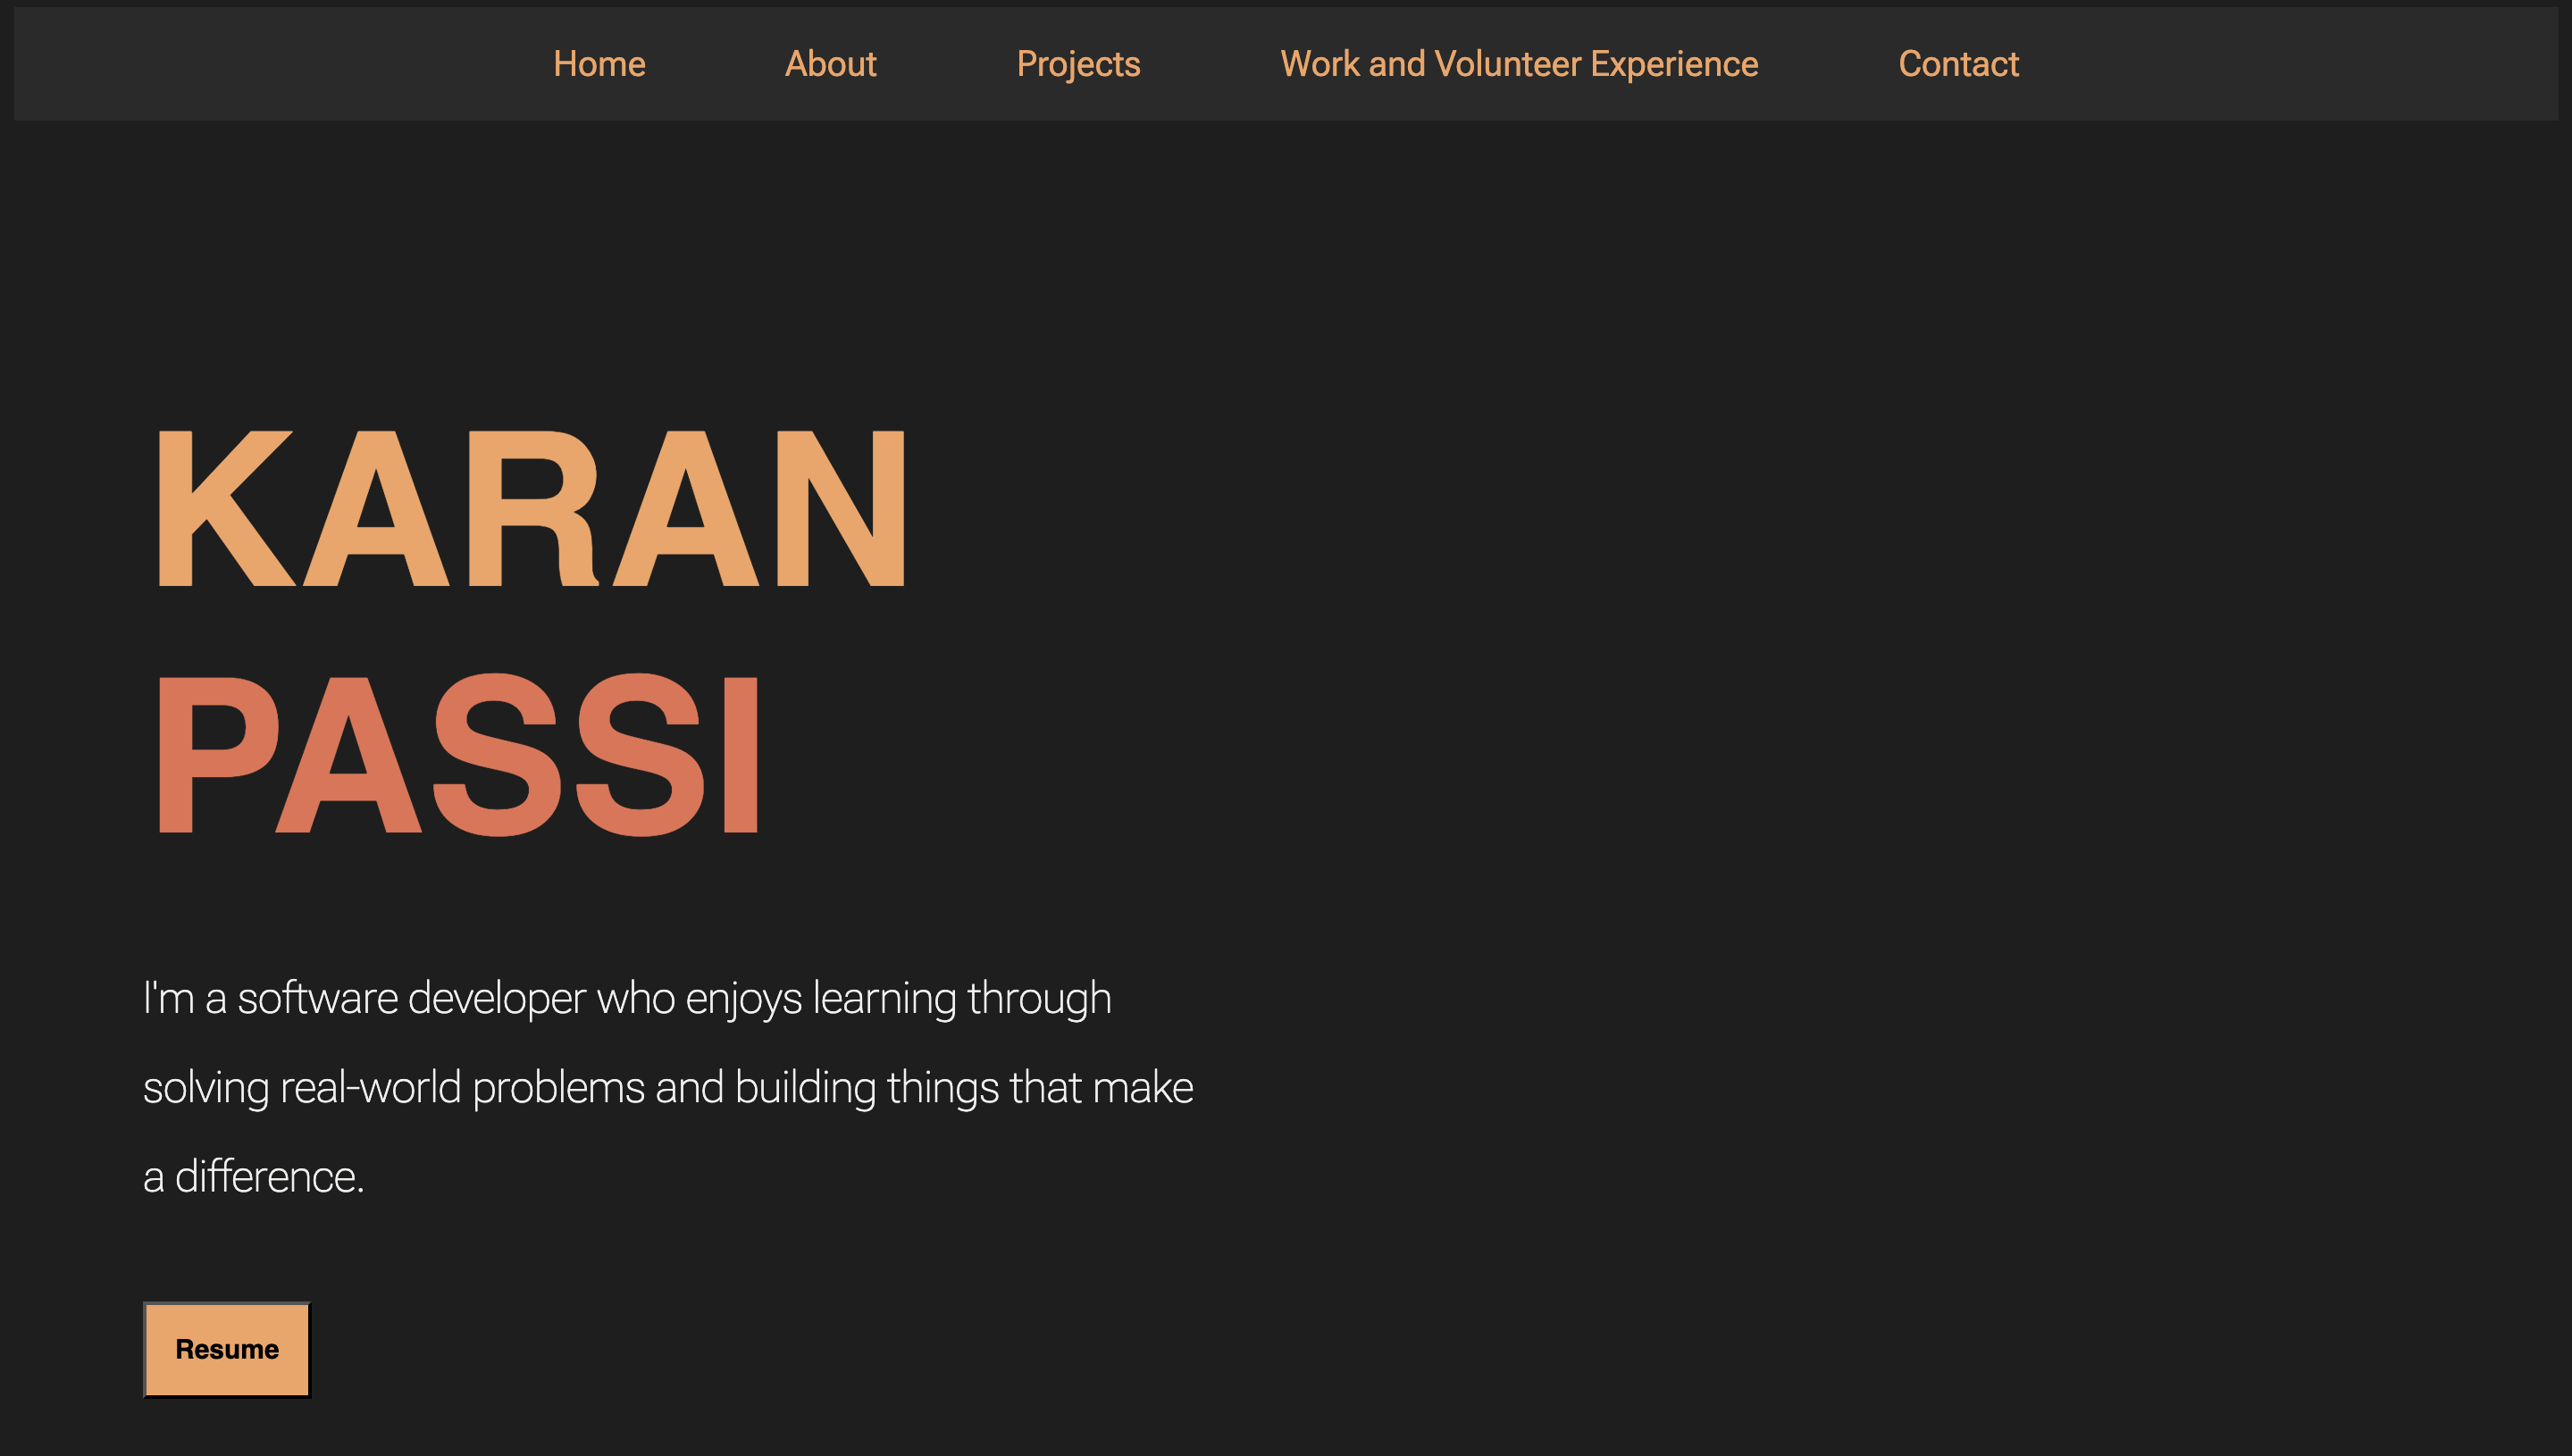 Home About Projects Work and Volunteer Experience Contact
KARAN
PASSI
I'm a software developer who enjoys learning through
solving real-world problems and building things that make
a difference.
Resume